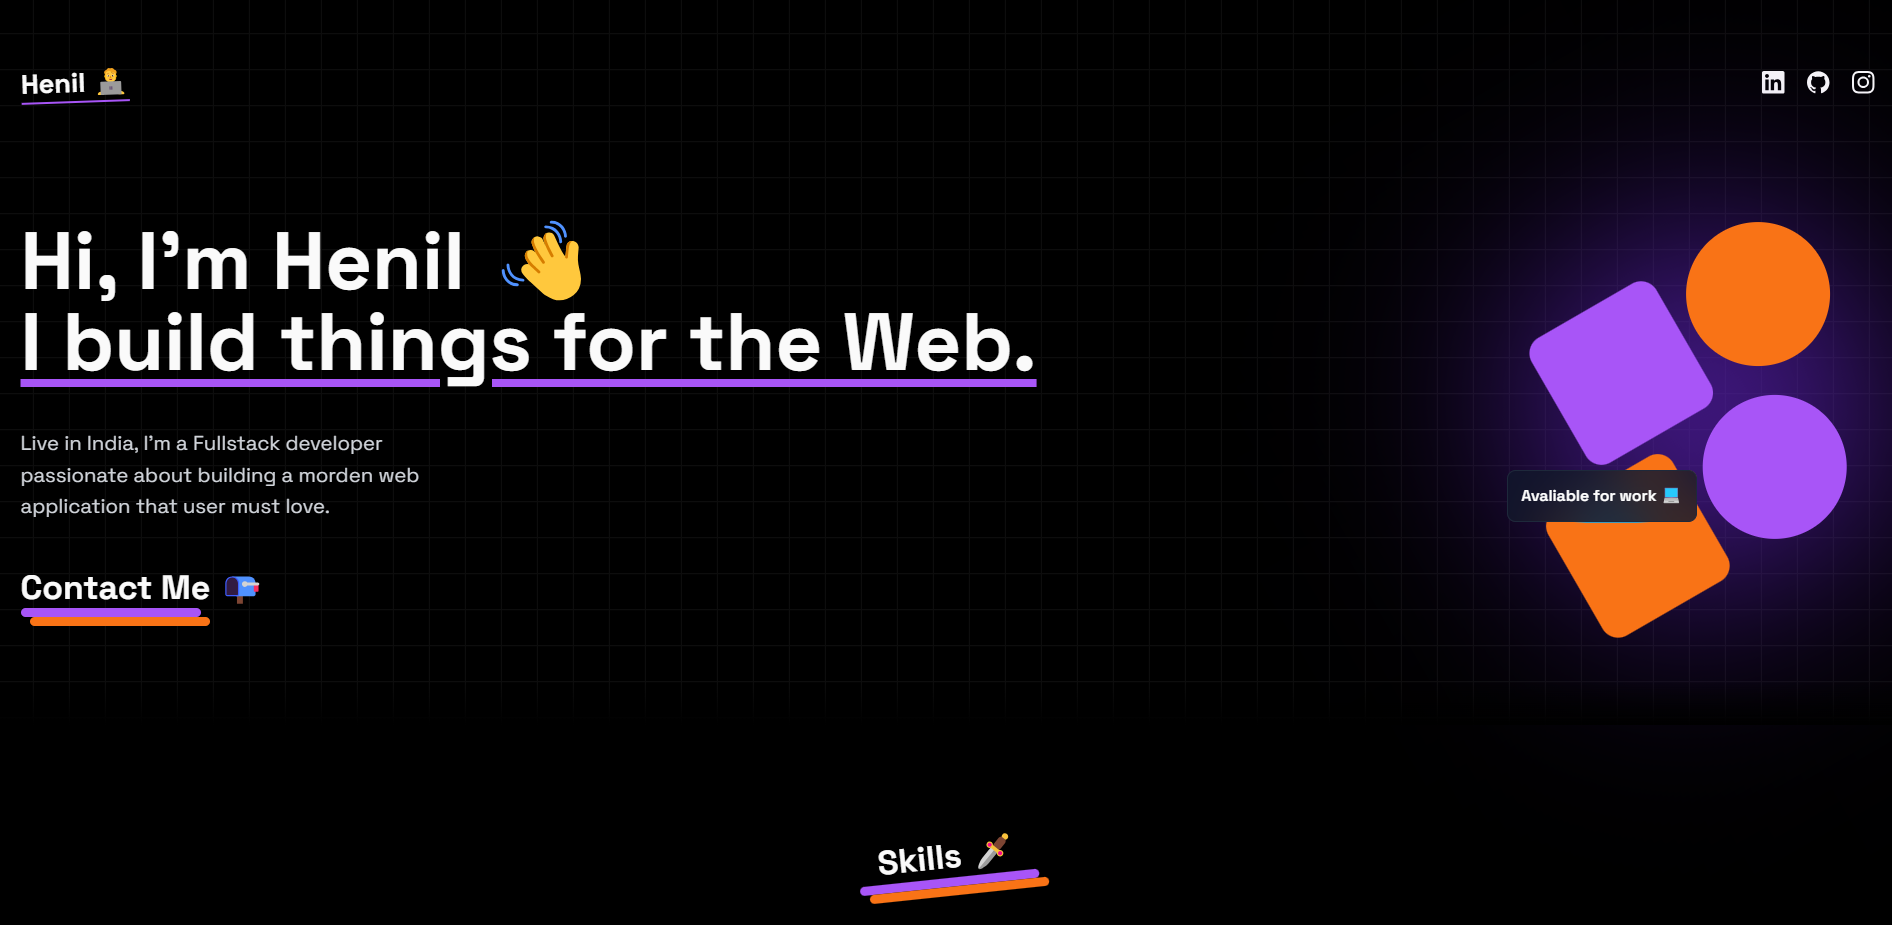 Henil
Hi, I’m Henil
I build things for the Web.
Live in India, I’m a Fullstack developer
passionate about building a morden web
application that user must love.
Avaliable for work
Contact Me
Skills